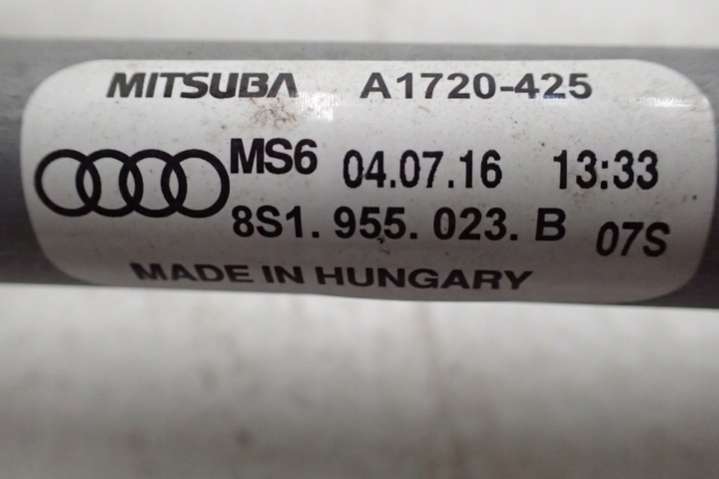 MITSUBA A1720-425
MS6 04.07.16 13:33
8S1. 955. 023. B 07S
MADE IN HUNGARY